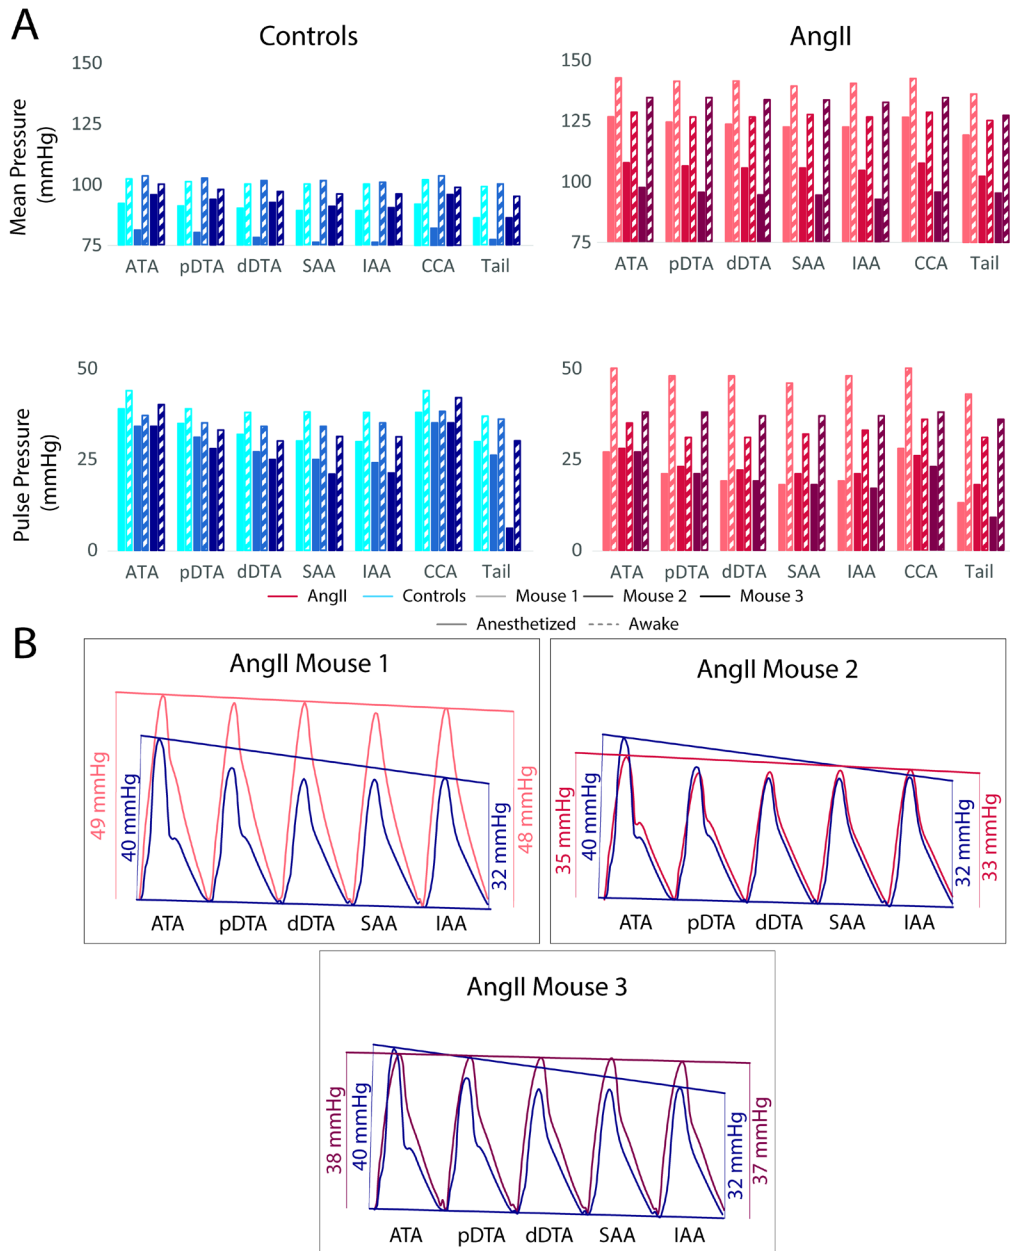 A
Controls
AngII
Mean Pressure
(mmHg)
150
125
100
75
ATA pDTA dDTA SAA IAA CCA Tail
150
125
100
75
ATA pDTA dDTA SAA IAA CCA Tail
Pulse Pressure
(mmHg)
50
25
0
ATA pDTA dDTA SAA IAA CCA Tail
50
25
0
ATA pDTA dDTA SAA IAA CCA Tail
AngII Controls Mouse 1 Mouse 2 Mouse 3
Anesthetized Awake
B
AngII Mouse 1
49 mmHg
40 mmHg
32 mmHg
48 mmHg
ATA pDTA dDTA SAA IAA
AngII Mouse 2
35 mmHg
40 mmHg
32 mmHg
33 mmHg
ATA pDTA dDTA SAA IAA
AngII Mouse 3
38 mmHg
40 mmHg
32 mmHg
37 mmHg
ATA pDTA dDTA SAA IAA